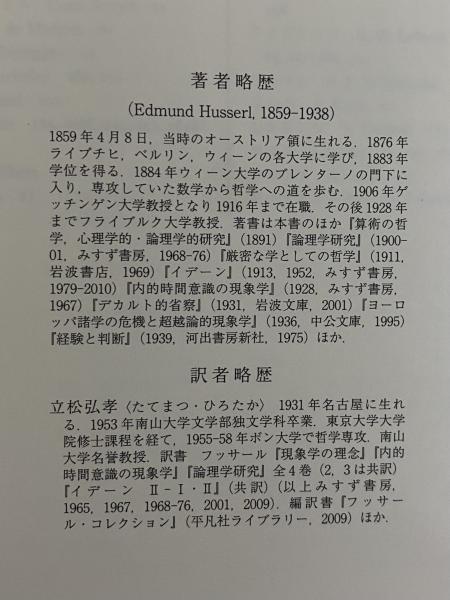 著者略歴
(Edmund Husserl, 1859-1938)
1859年4月8日，当時のオーストリア領に生れる．1876年
ライプチヒ，ベルリン，ウィーンの各大学に学び，1883年
学位を得る．1884年ウィーン大学のブレンターノの門下に
入り，専攻していた数学から哲学への道を歩む．1906年ゲ
ッチンゲン大学教授となり1916年まで在職．その後1928年
までフライブルク大学教授．著書は本書のほか『算術の哲
学，心理学的・論理学的研究』(1891)『論理学研究』(1900-
01，みすず書房，1968-76)『厳密な学としての哲学』(1911,
岩波書店，1969)『イデーン』(1913, 1952, みすず書房，
1979-2010)『内的時間意識の現象学』(1928，みすず書房，
1967)『デカルト的省察』(1931，岩波文庫，2001)『ヨーロ
ッパ諸学の危機と超越論的現象学』(1936，中公文庫，1995)
『経験と判断』(1939，河出書房新社，1975)ほか．
訳者略歴
立松弘孝〈たてまつ・ひろたか〉 1931年名古屋に生れ
る．1953年南山大学文学部独文学科卒業．東京大学大学
院修士課程を経て，1955-58年ボン大学で哲学専攻．南山
大学名誉教授．訳書 フッサール『現象学の理念』『内的
時間意識の現象学』『論理学研究』全4巻（2，3は共訳）
『イデーン Ⅱ-Ⅰ・Ⅱ』（共訳）（以上みすず書房，
1965, 1967, 1968-76, 2001, 2009)．編訳書『フッサー
ル・コレクション』（平凡社ライブラリー，2009）ほか．